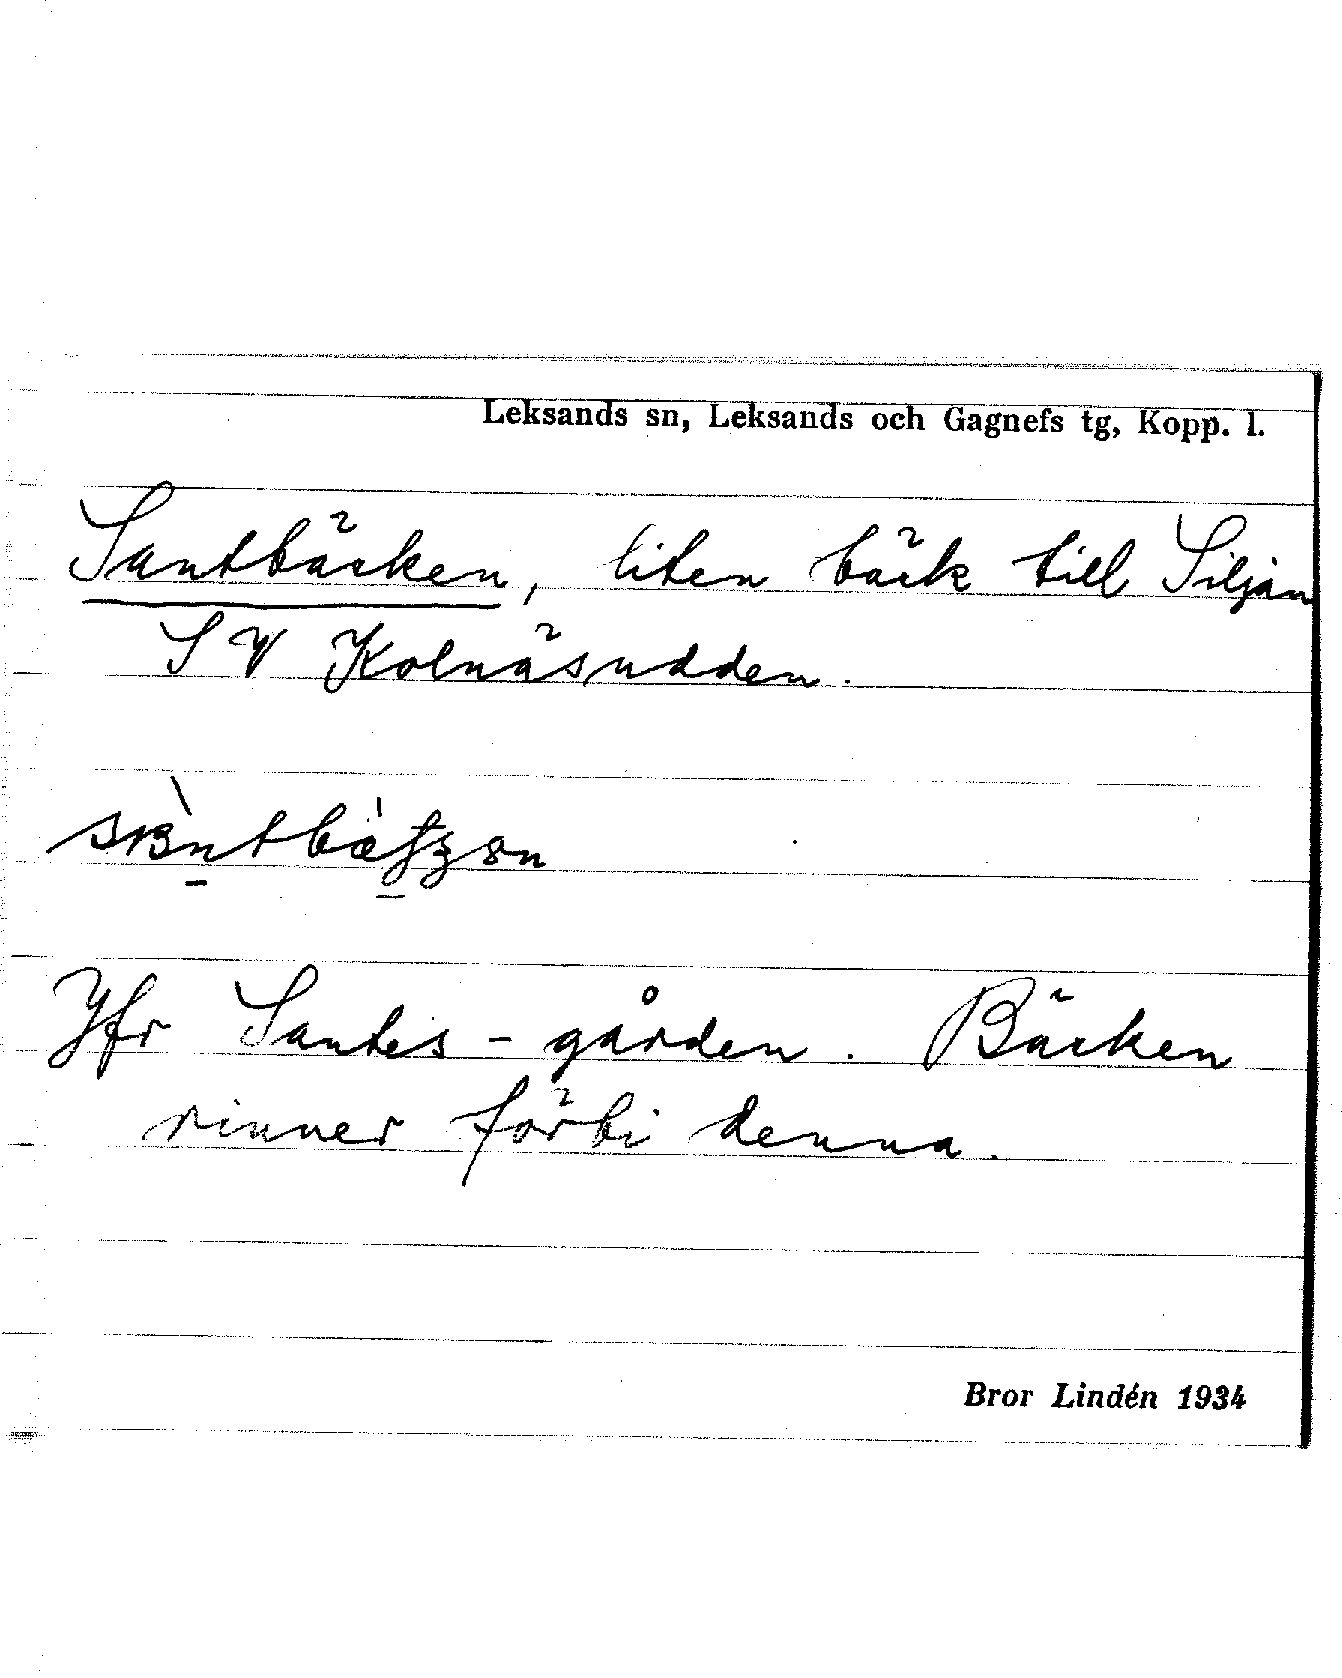 Leksands sn, Leksands och Gagnefs tg, Kopp. l.
Santbäcken, liten bäck till Siljan
SV Kolnäsudden.
Jfr Santes-gården. Bäcken
rinner förbi denna.
Bror Lindén 1934